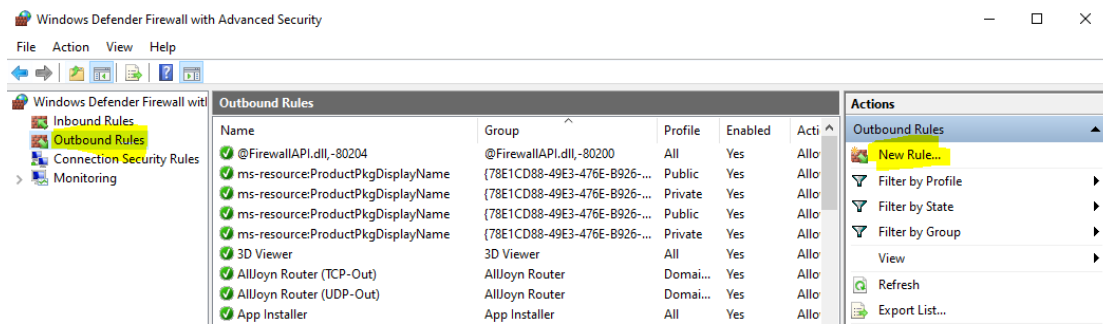 Windows Defender Firewall with Advanced Security
File Action View Help
Windows Defender Firewall witl
Inbound Rules
Outbound Rules
Connection Security Rules
Monitoring
Outbound Rules
Name Group Profile Enabled Acti
@FirewallAPI.dll,-80204 @FirewallAPI.dll,-80200 All Yes Allo
ms-resource:ProductPkgDisplayName {78E1CD88-49E3-476E-B926-... Public Yes Allo
ms-resource:ProductPkgDisplayName {78E1CD88-49E3-476E-B926-... Private Yes Allo
ms-resource:ProductPkgDisplayName {78E1CD88-49E3-476E-B926-... Public Yes Allo
ms-resource:ProductPkgDisplayName {78E1CD88-49E3-476E-B926-... Private Yes Allo
3D Viewer 3D Viewer All Yes Allo
AllJoyn Router (TCP-Out) AllJoyn Router Domai... Yes Allo
AllJoyn Router (UDP-Out) AllJoyn Router Domai... Yes Allo
App Installer App Installer All Yes Allo
Actions
Outbound Rules
New Rule...
Filter by Profile
Filter by State
Filter by Group
View
Refresh
Export List...